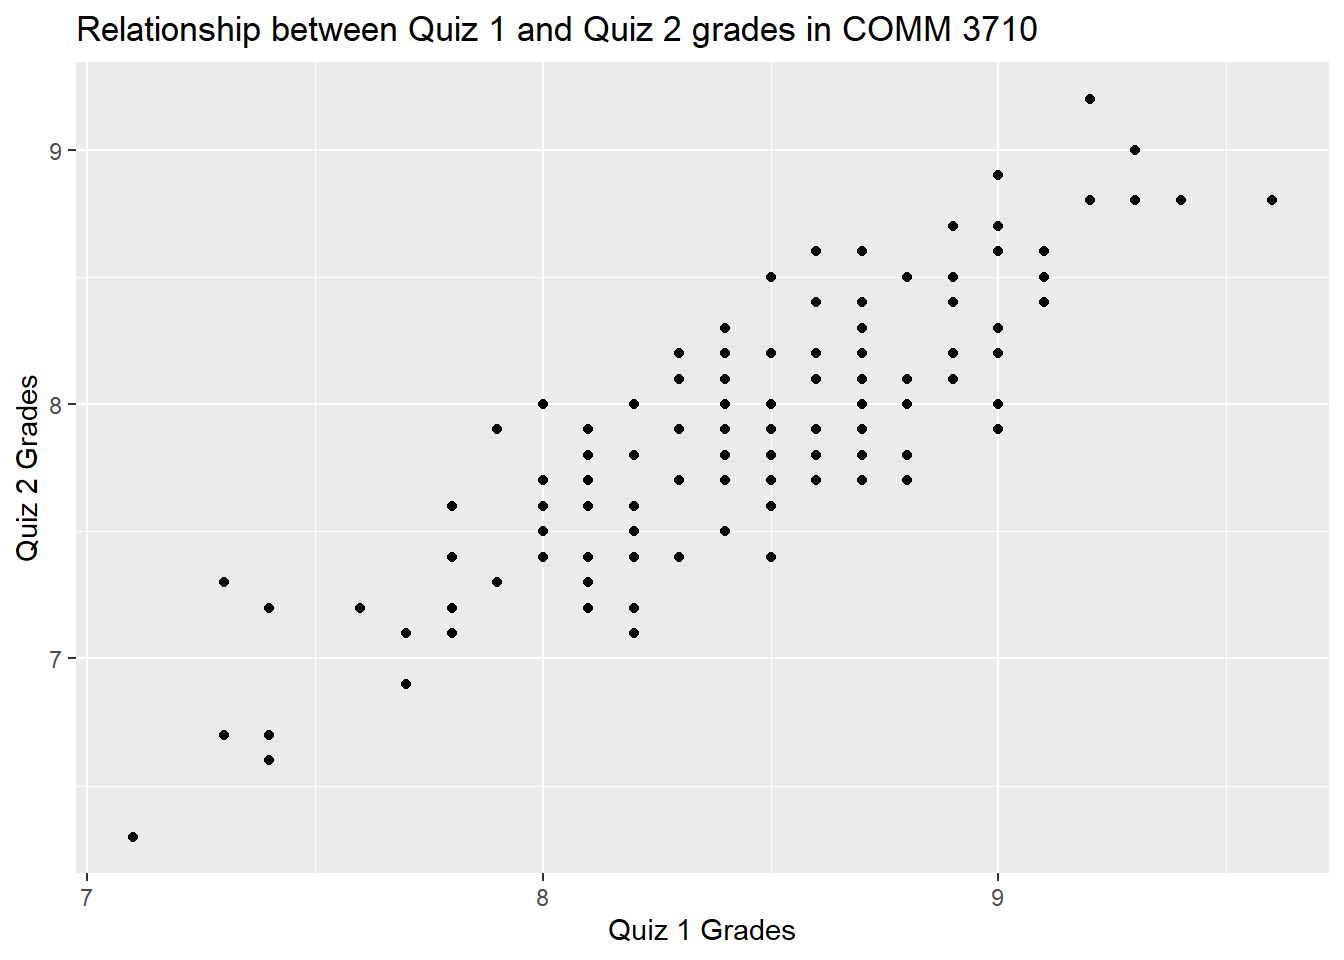 Relationship between Quiz 1 and Quiz 2 grades in COMM 3710
9
8
7
Quiz 2 Grades
7 8 9
Quiz 1 Grades